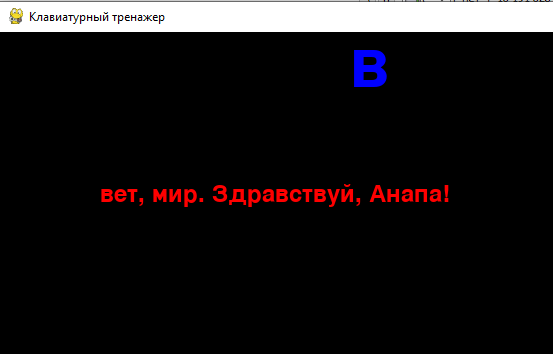 Клавиатурный тренажер
в
вет, мир. Здравствуй, Анапа!